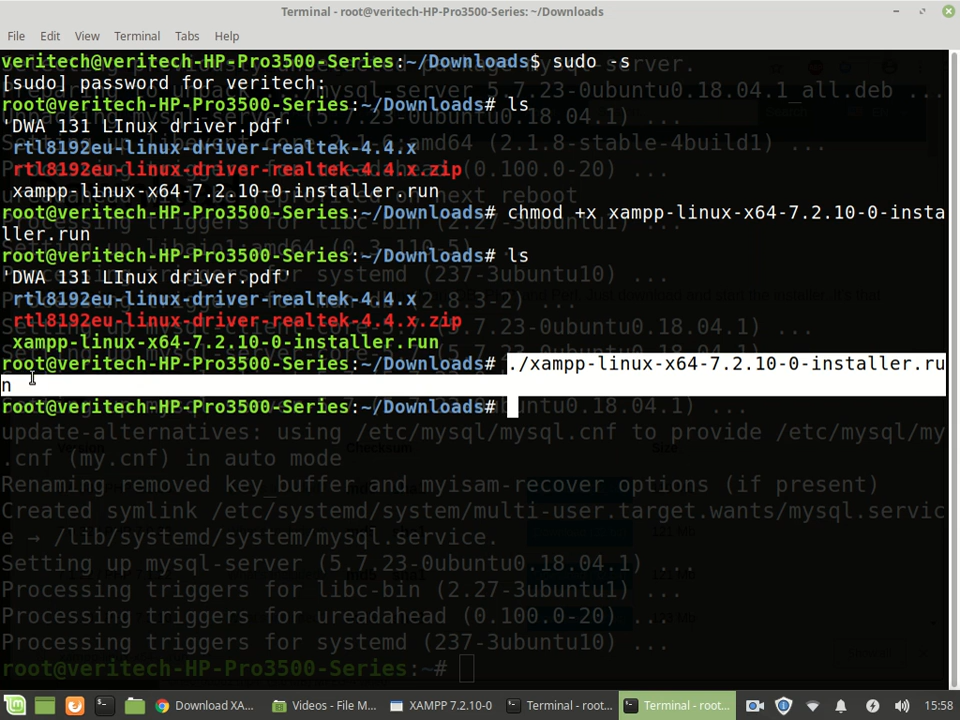 Terminal - root@veritech-HP-Pro3500-Series: ~/Downloads
File Edit View Terminal Tabs Help
veritech@veritech-HP-Pro3500-Series:~/Downloads$ sudo -s
[sudo] password for veritech:
root@veritech-HP-Pro3500-Series:~/Downloads# ls
'DWA 131 LInux driver.pdf'
rtl8192eu-linux-driver-realtek-4.4.x
rtl8192eu-linux-driver-realtek-4.4.x.zip
xampp-linux-x64-7.2.10-0-installer.run
root@veritech-HP-Pro3500-Series:~/Downloads# chmod +x xampp-linux-x64-7.2.10-0-insta
ller.run
root@veritech-HP-Pro3500-Series:~/Downloads# ls
'DWA 131 LInux driver.pdf'
rtl8192eu-linux-driver-realtek-4.4.x
rtl8192eu-linux-driver-realtek-4.4.x.zip
xampp-linux-x64-7.2.10-0-installer.run
root@veritech-HP-Pro3500-Series:~/Downloads# ./xampp-linux-x64-7.2.10-0-installer.ru
n
root@veritech-HP-Pro3500-Series:~/Downloads#
update-alternatives: using /etc/mysql/mysql.cnf to provide /etc/mysql/my
.cnf (my.cnf) in auto mode
Renaming removed key_buffer and myisam-recover options (if present)
Created symlink /etc/systemd/system/multi-user.target.wants/mysql.servic
e → /lib/systemd/system/mysql.service.
Setting up mysql-server (5.7.23-0ubuntu0.18.04.1) ...
Processing triggers for libc-bin (2.27-3ubuntu1) ...
Processing triggers for ureadahead (0.100.0-20) ...
Processing triggers for systemd (237-3ubuntu10) ...
root@veritech-HP-Pro3500-Series:~#
Download XA... Videos - File M... XAMPP 7.2.10-0 Terminal - root... Terminal - root... 15:58